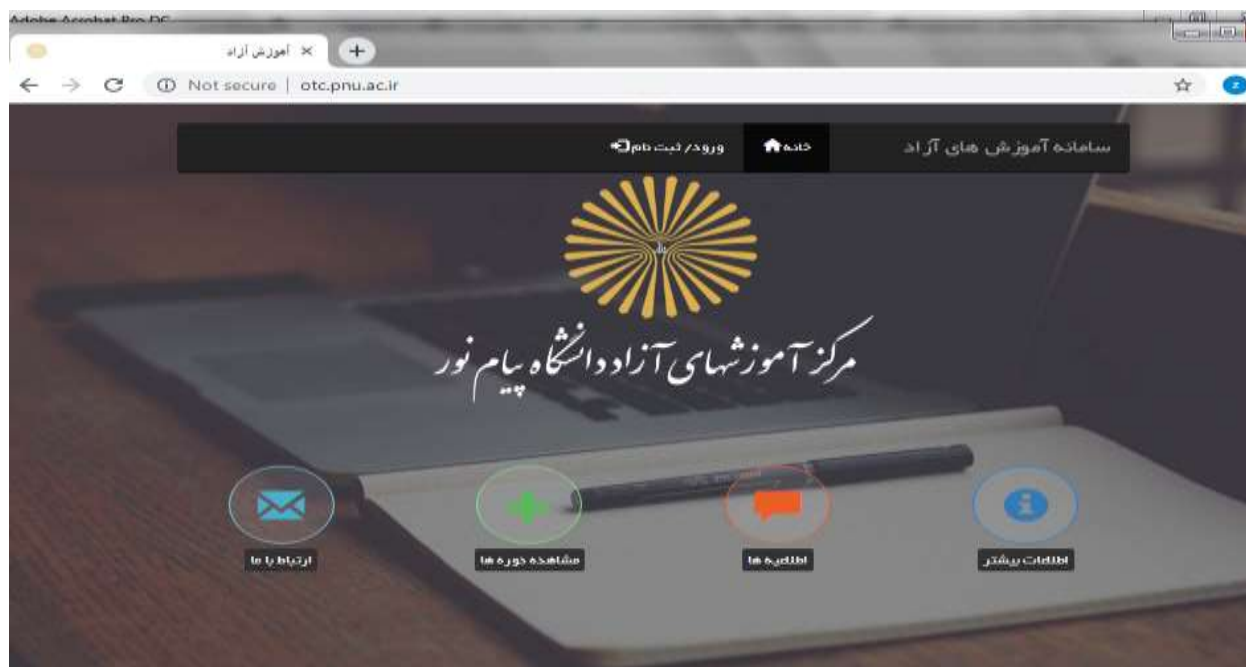 Adobe Acrobat Pro DC
آموزش آزاد
Not secure | otc.pnu.ac.ir
سامانه آموزش های آزاد
خانه
ورود/ ثبت نام
مرکز آموزشهای آزاد دانشگاه پیام نور
اطلاعات بیشتر
اطلاعیه ها
مشاهده دوره ها
ارتباط با ما